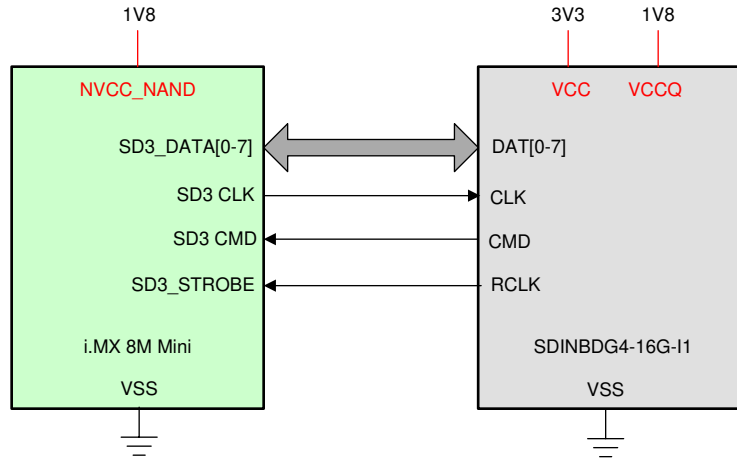 1V8
3V3 1V8
NVCC_NAND
VCC VCCQ
SD3_DATA[0-7]
DAT[0-7]
SD3 CLK
CLK
SD3 CMD
CMD
SD3_STROBE
RCLK
i.MX 8M Mini
SDINBDG4-16G-I1
VSS
VSS